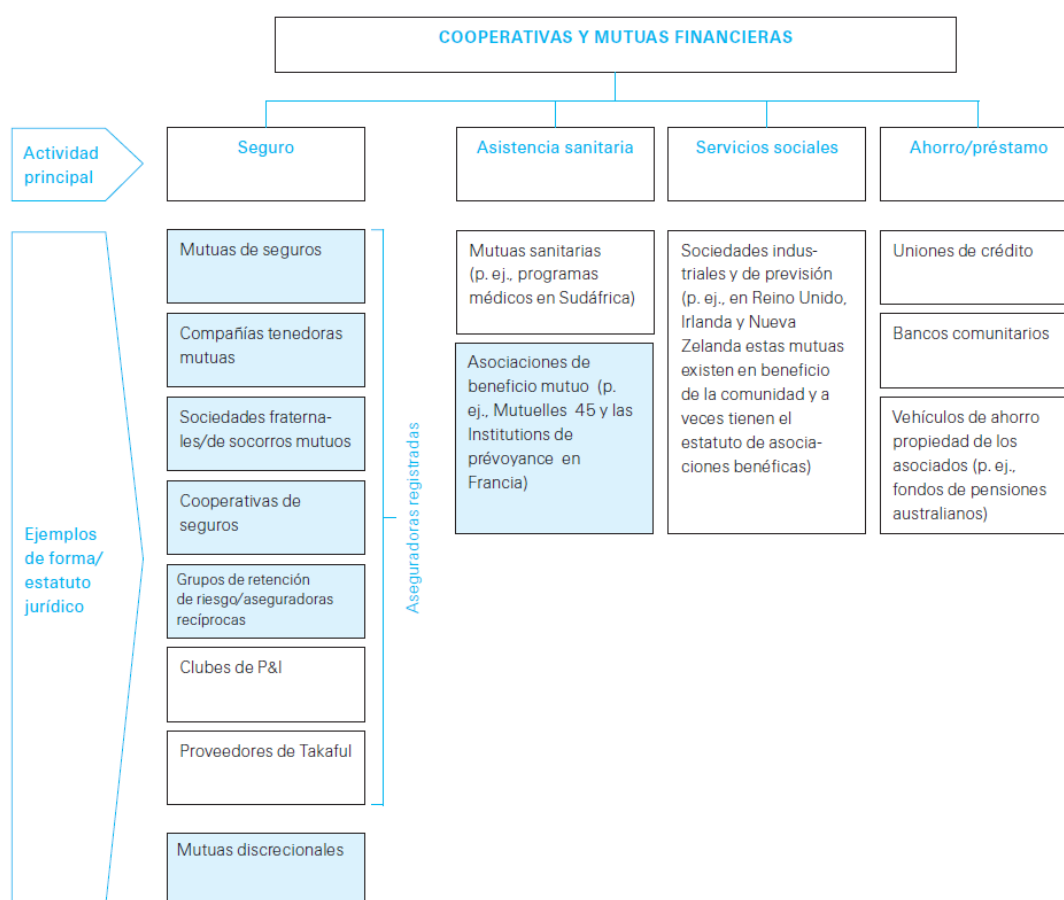 COOPERATIVAS Y MUTUAS FINANCIERAS
Actividad
principal
Seguro
Asistencia sanitaria
Servicios sociales
Ahorro/préstamo
Ejemplos
de forma/
estatuto
jurídico
Mutuas de seguros
Compañías tenedoras
mutuas
Sociedades fraterna-
les/de socorros mutuos
Cooperativas de
seguros
Grupos de retención
de riesgo/aseguradoras
recíprocas
Clubes de P&I
Proveedores de Takaful
Mutuas discrecionales
Aseguradoras registradas
Mutuas sanitarias
(p. ej., programas
médicos en Sudáfrica)
Asociaciones de
beneficio mutuo (p.
ej., Mutuelles 45 y las
Institutions de
prévoyance en
Francia)
Sociedades indus-
triales y de previsión
(p. ej., en Reino Unido,
Irlanda y Nueva
Zelanda estas mutuas
existen en beneficio
de la comunidad y a
veces tienen el
estatuto de asocia-
ciones benéficas)
Uniones de crédito
Bancos comunitarios
Vehículos de ahorro
propiedad de los
asociados (p. ej.,
fondos de pensiones
australianos)